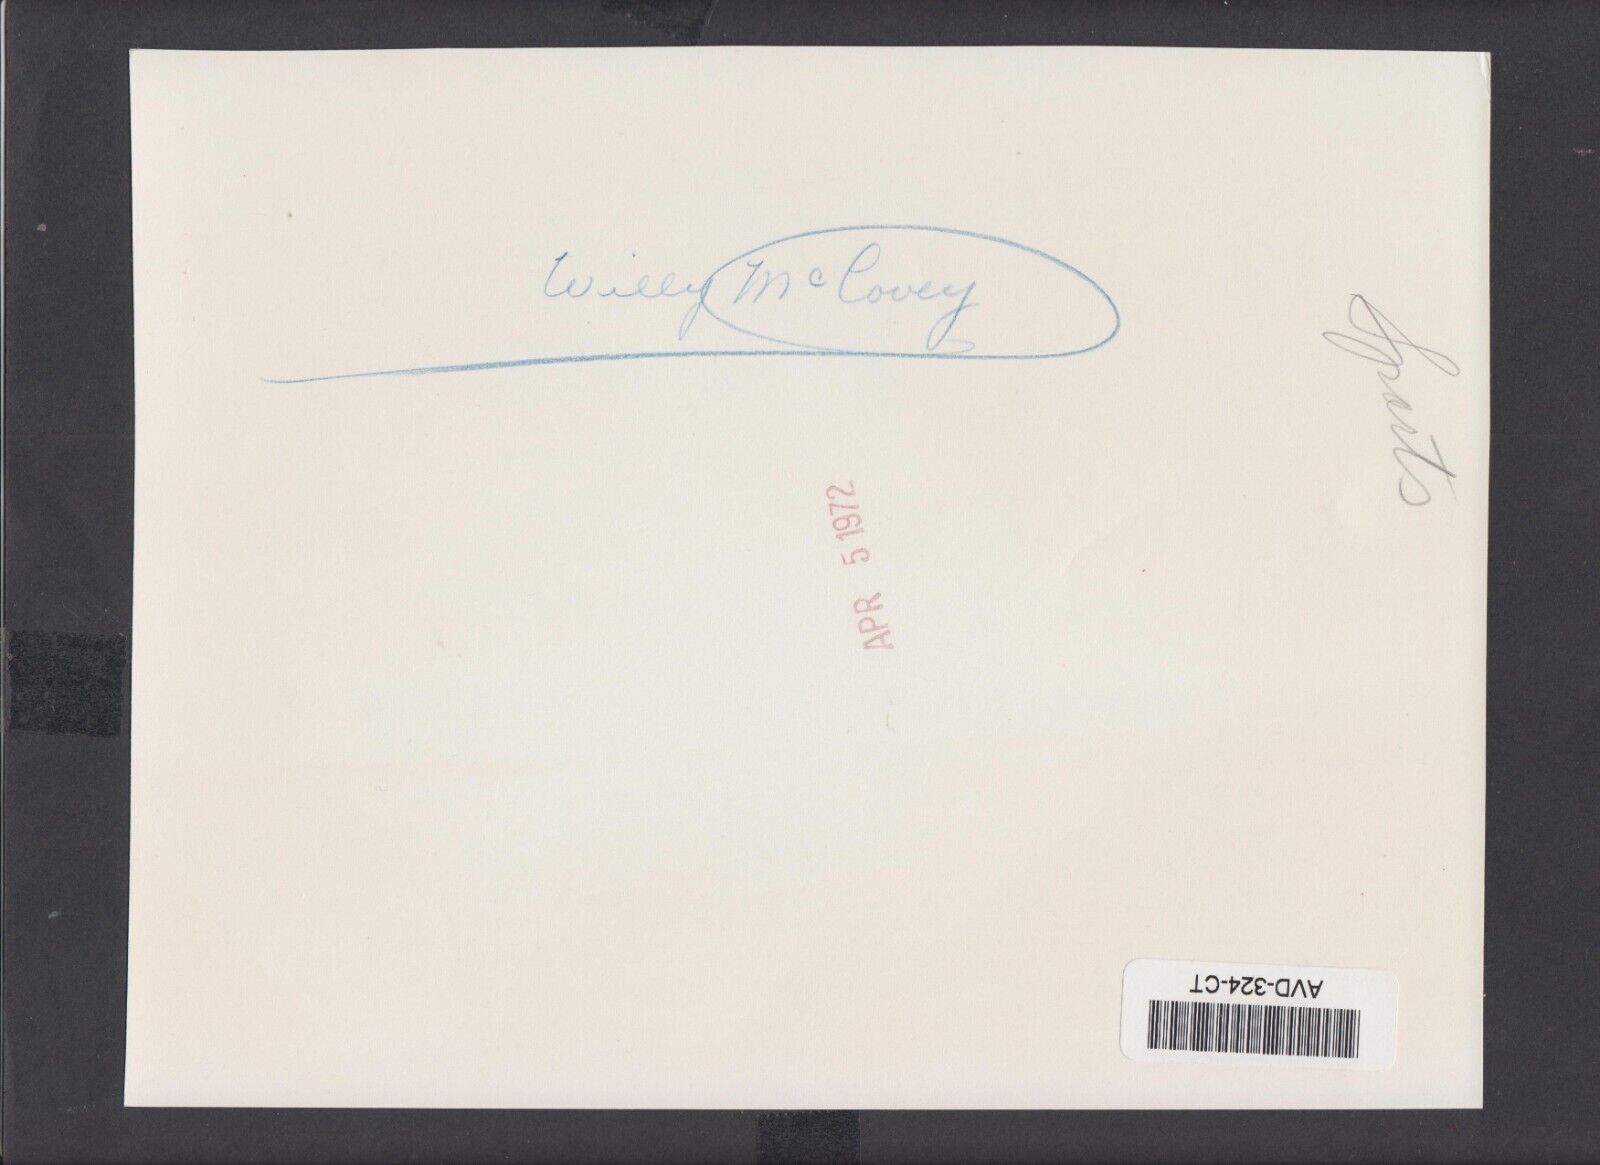 Willy McCovey
Sports
APR 5 1972
AVD-324-CT